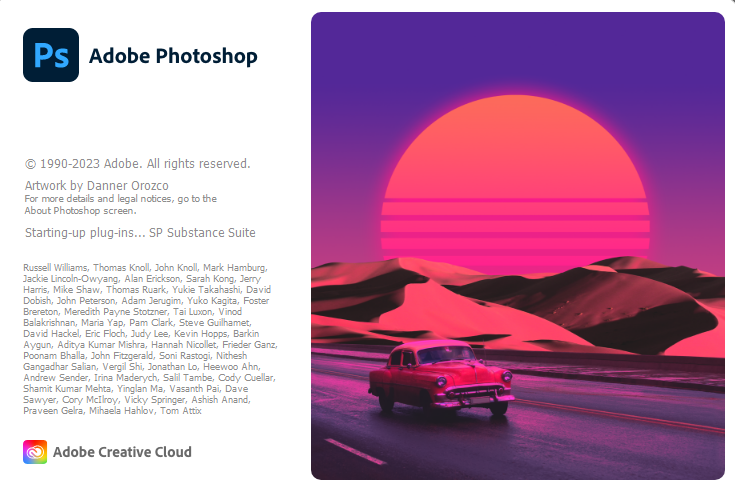 Ps Adobe Photoshop
© 1990-2023 Adobe. All rights reserved.
Artwork by Danner Orozco
For more details and legal notices, go to the
About Photoshop screen.
Starting-up plug-ins... SP Substance Suite
Russell Williams, Thomas Knoll, John Knoll, Mark Hamburg,
Jackie Lincoln-Owyang, Alan Erickson, Sarah Kong, Jerry
Harris, Mike Shaw, Thomas Ruark, Yukie Takahashi, David
Dobish, John Peterson, Adam Jerugim, Yuko Kagita, Foster
Brereton, Meredith Payne Stotzner, Tai Luxon, Vinod
Balakrishnan, Maria Yap, Pam Clark, Steve Guilhamet,
David Hackel, Eric Floch, Judy Lee, Kevin Hopps, Barkin
Aygun, Aditya Kumar Mishra, Hannah Nicollet, Frieder Ganz,
Poonam Bhalla, John Fitzgerald, Soni Rastogi, Nithesh
Gangadhar Salian, Vergil Shi, Jonathan Lo, Heewoo Ahn,
Andrew Sender, Irina Maderych, Salil Tambe, Cody Cuellar,
Shamit Kumar Mehta, Yinglan Ma, Vasanth Pai, Dave
Sawyer, Cory McIlroy, Vicky Springer, Ashish Anand,
Praveen Gelra, Mihaela Hahlov, Tom Attix
Adobe Creative Cloud